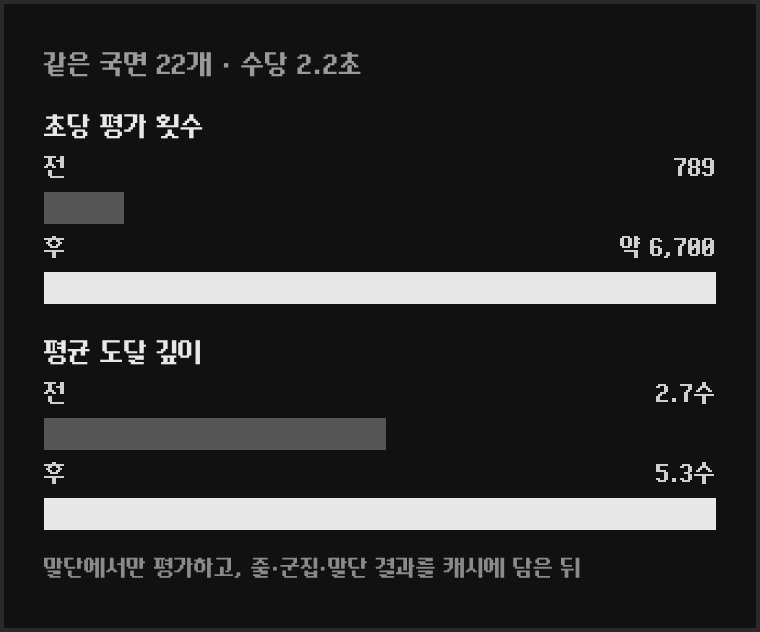 같은 국면 22개 · 수당 2.2초
초당 평가 횟수
전 789
후 약 6,700
평균 도달 깊이
전 2.7수
후 5.3수
말단에서만 평가하고, 줄·군집·말단 결과를 캐시에 담은 뒤